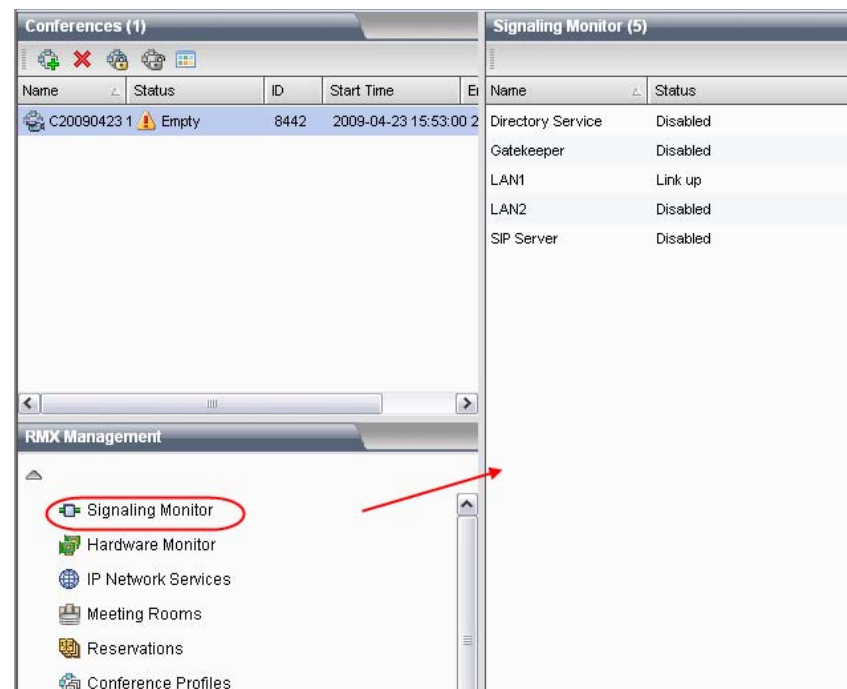 Conferences (1)
Name Status ID Start Time
C20090423 1 Empty 8442 2009-04-23 15:53:00 2
RMX Management
Signaling Monitor
Hardware Monitor
IP Network Services
Meeting Rooms
Reservations
Conference Profiles
Signaling Monitor (5)
Name Status
Directory Service Disabled
Gatekeeper Disabled
LAN1 Link up
LAN2 Disabled
SIP Server Disabled